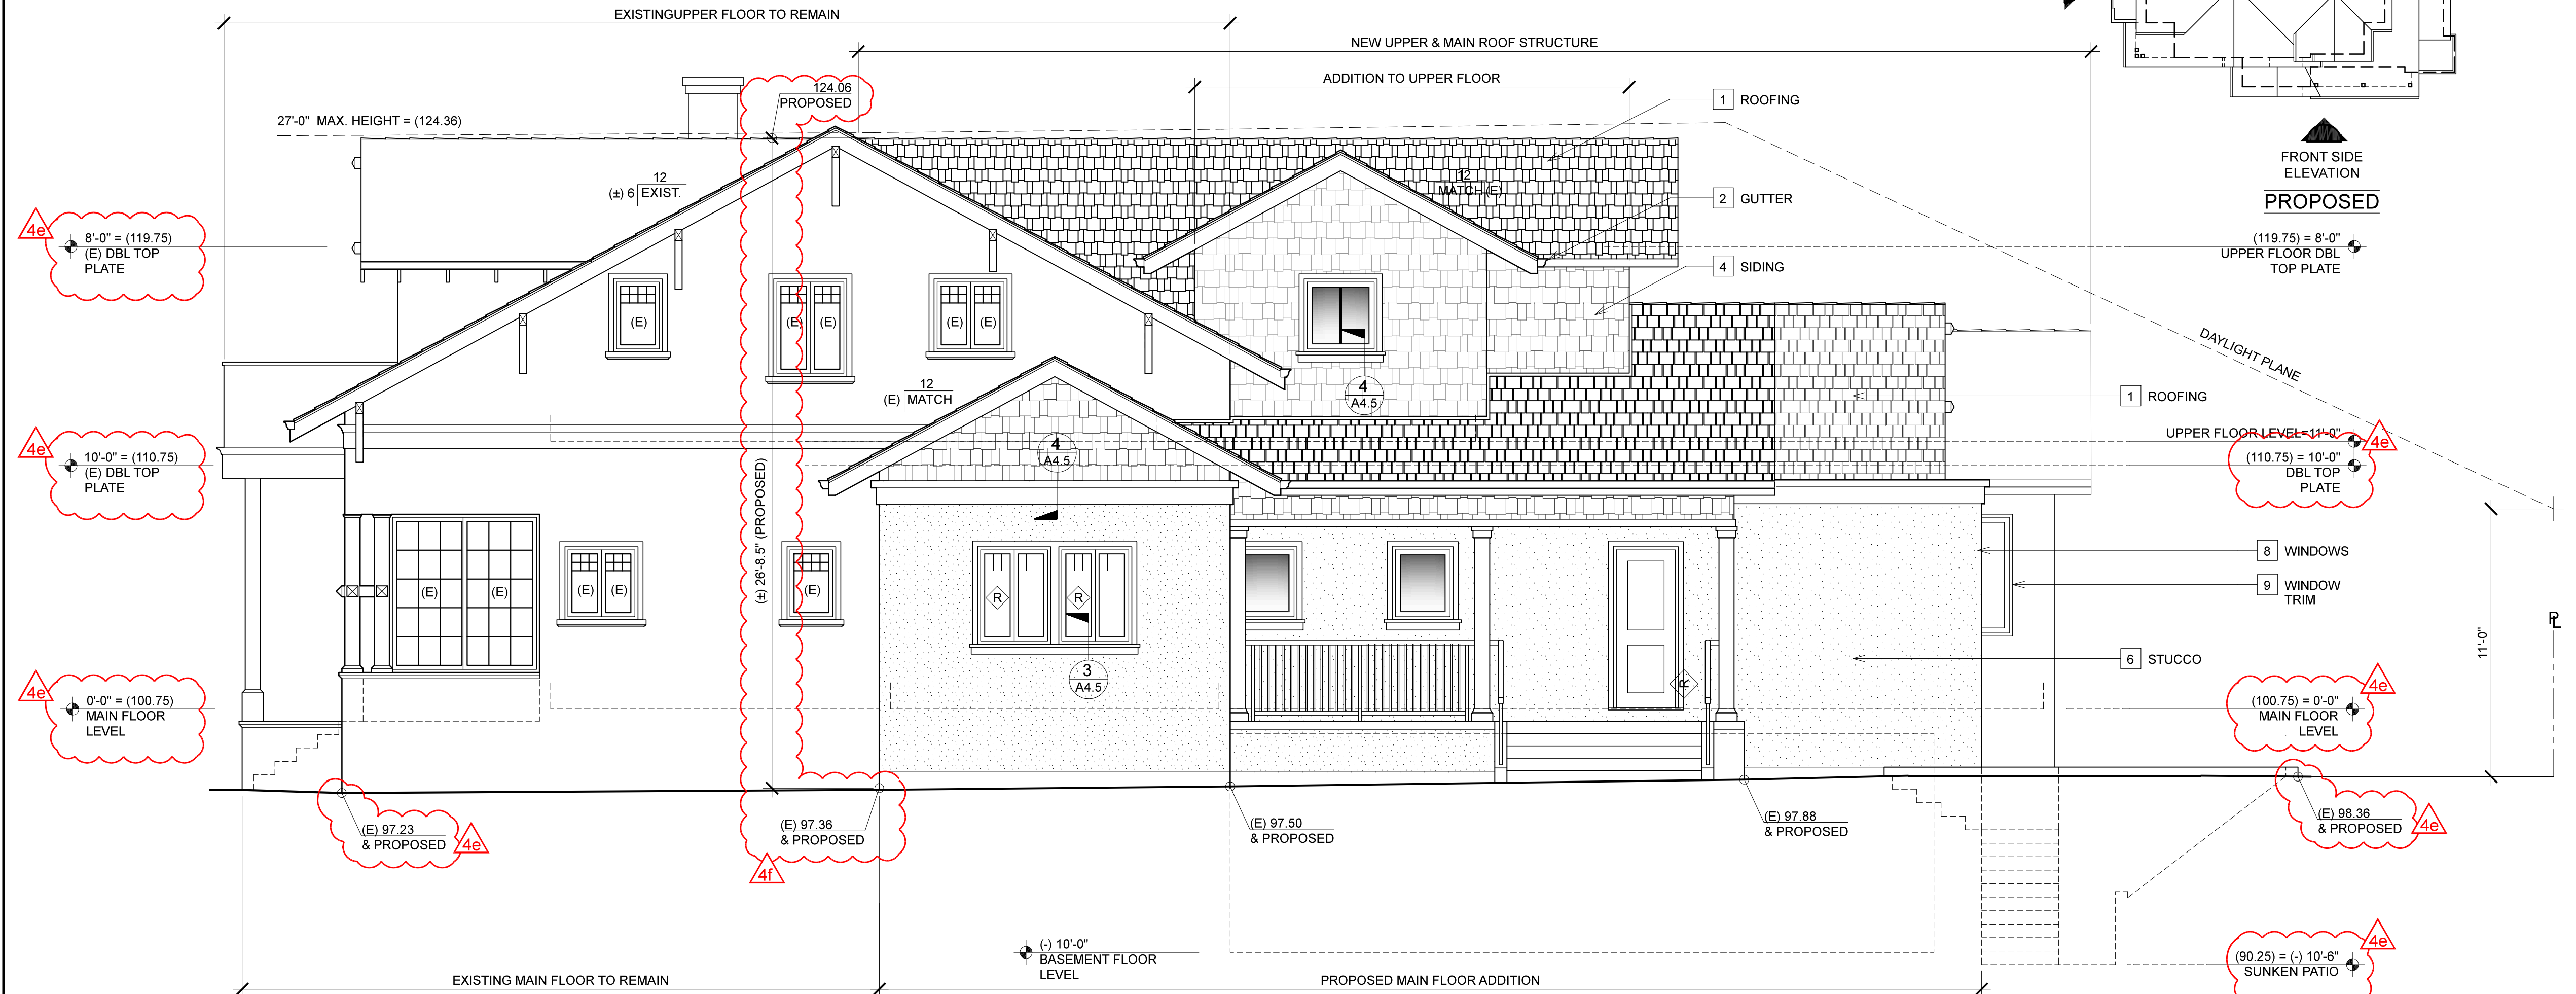 EXISTINGUPPER FLOOR TO REMAIN
NEW UPPER & MAIN ROOF STRUCTURE
ADDITION TO UPPER FLOOR
124.06
PROPOSED
27'-0" MAX. HEIGHT = (124.36)
1 ROOFING
FRONT SIDE
ELEVATION
PROPOSED
12
(±) 6 EXIST.
12
MATCH (E)
2 GUTTER
4e
8'-0" = (119.75)
(E) DBL TOP
PLATE
(119.75) = 8'-0"
UPPER FLOOR DBL
TOP PLATE
4 SIDING
(E)
(E) (E)
(E) (E)
DAYLIGHT PLANE
4
A4.5
12
(E) MATCH
1 ROOFING
4e
10'-0" = (110.75)
(E) DBL TOP
PLATE
4
A4.5
UPPER FLOOR LEVEL=11'-0"
4e
(110.75) = 10'-0"
DBL TOP
PLATE
(±) 26'-8.5" (PROPOSED)
8 WINDOWS
9 WINDOW
TRIM
(E) (E)
(E) (E)
(E)
R R
PL
11'-0"
6 STUCCO
3
A4.5
R
4e
0'-0" = (100.75)
MAIN FLOOR
LEVEL
4e
(100.75) = 0'-0"
MAIN FLOOR
LEVEL
(E) 97.23
& PROPOSED
4e
(E) 97.36
& PROPOSED
4f
(E) 97.50
& PROPOSED
(E) 97.88
& PROPOSED
(E) 98.36
& PROPOSED
4e
(-) 10'-0"
BASEMENT FLOOR
LEVEL
4e
(90.25) = (-) 10'-6"
SUNKEN PATIO
EXISTING MAIN FLOOR TO REMAIN
PROPOSED MAIN FLOOR ADDITION